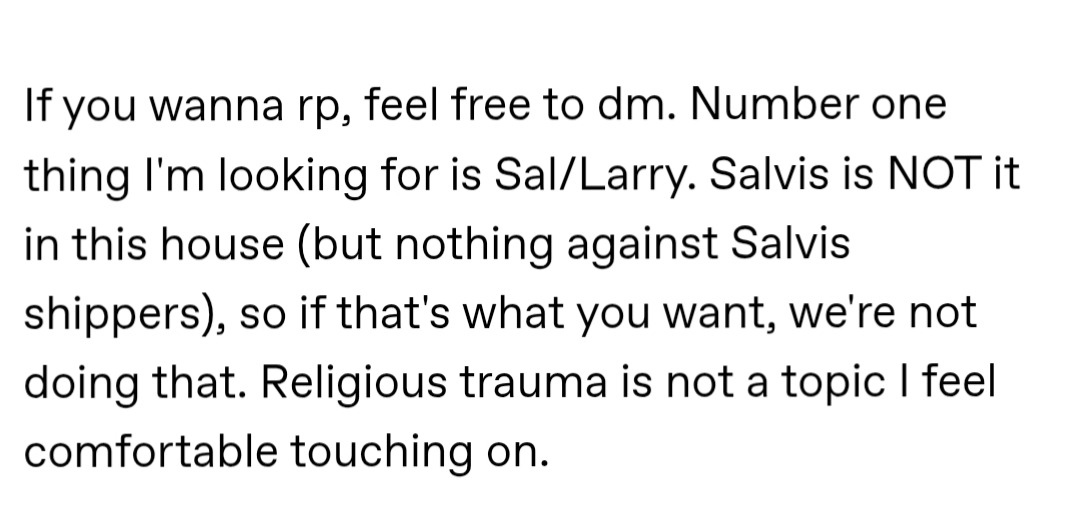 If you wanna rp, feel free to dm. Number one
thing I'm looking for is Sal/Larry. Salvis is NOT it
in this house (but nothing against Salvis
shippers), so if that's what you want, we're not
doing that. Religious trauma is not a topic I feel
comfortable touching on.